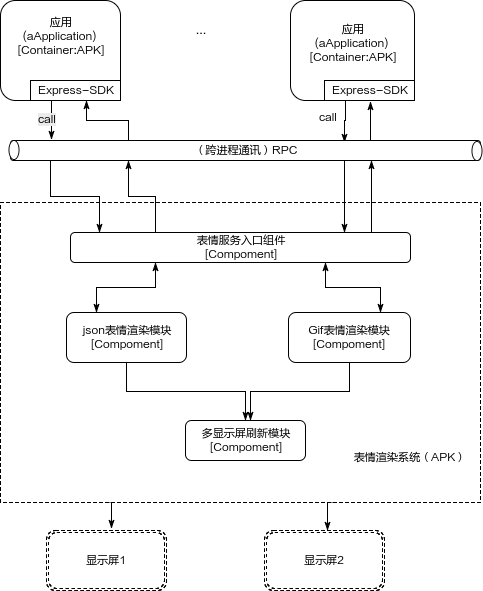 应用
(aApplication)
[Container:APK]
Express-SDK
call
...
应用
(aApplication)
[Container:APK]
Express-SDK
call
（跨进程通讯）RPC
表情服务入口组件
[Compoment]
json表情渲染模块
[Compoment]
Gif表情渲染模块
[Compoment]
多显示屏刷新模块
[Compoment]
表情渲染系统（APK）
显示屏1
显示屏2